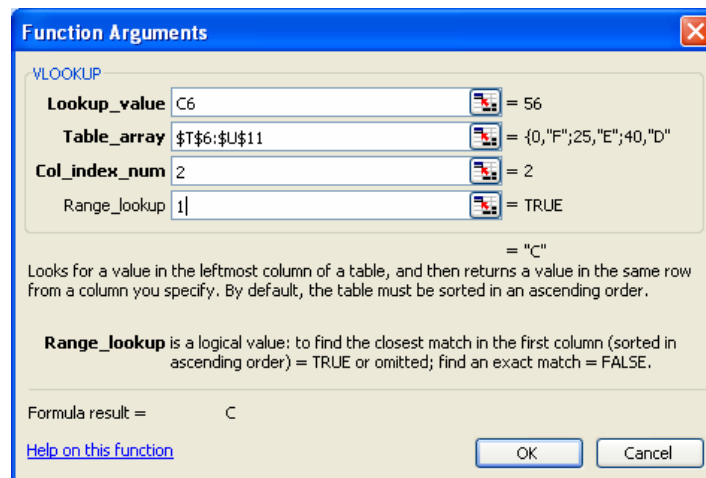 Function Arguments
VLOOKUP
Lookup_value C6 = 56
Table_array $T$6:$U$11 = {0,"F";25,"E";40,"D"
Col_index_num 2 = 2
Range_lookup 1 = TRUE
= "C"
Looks for a value in the leftmost column of a table, and then returns a value in the same row
from a column you specify. By default, the table must be sorted in an ascending order.
Range_lookup is a logical value: to find the closest match in the first column (sorted in
ascending order) = TRUE or omitted; find an exact match = FALSE.
Formula result = C
Help on this function OK Cancel